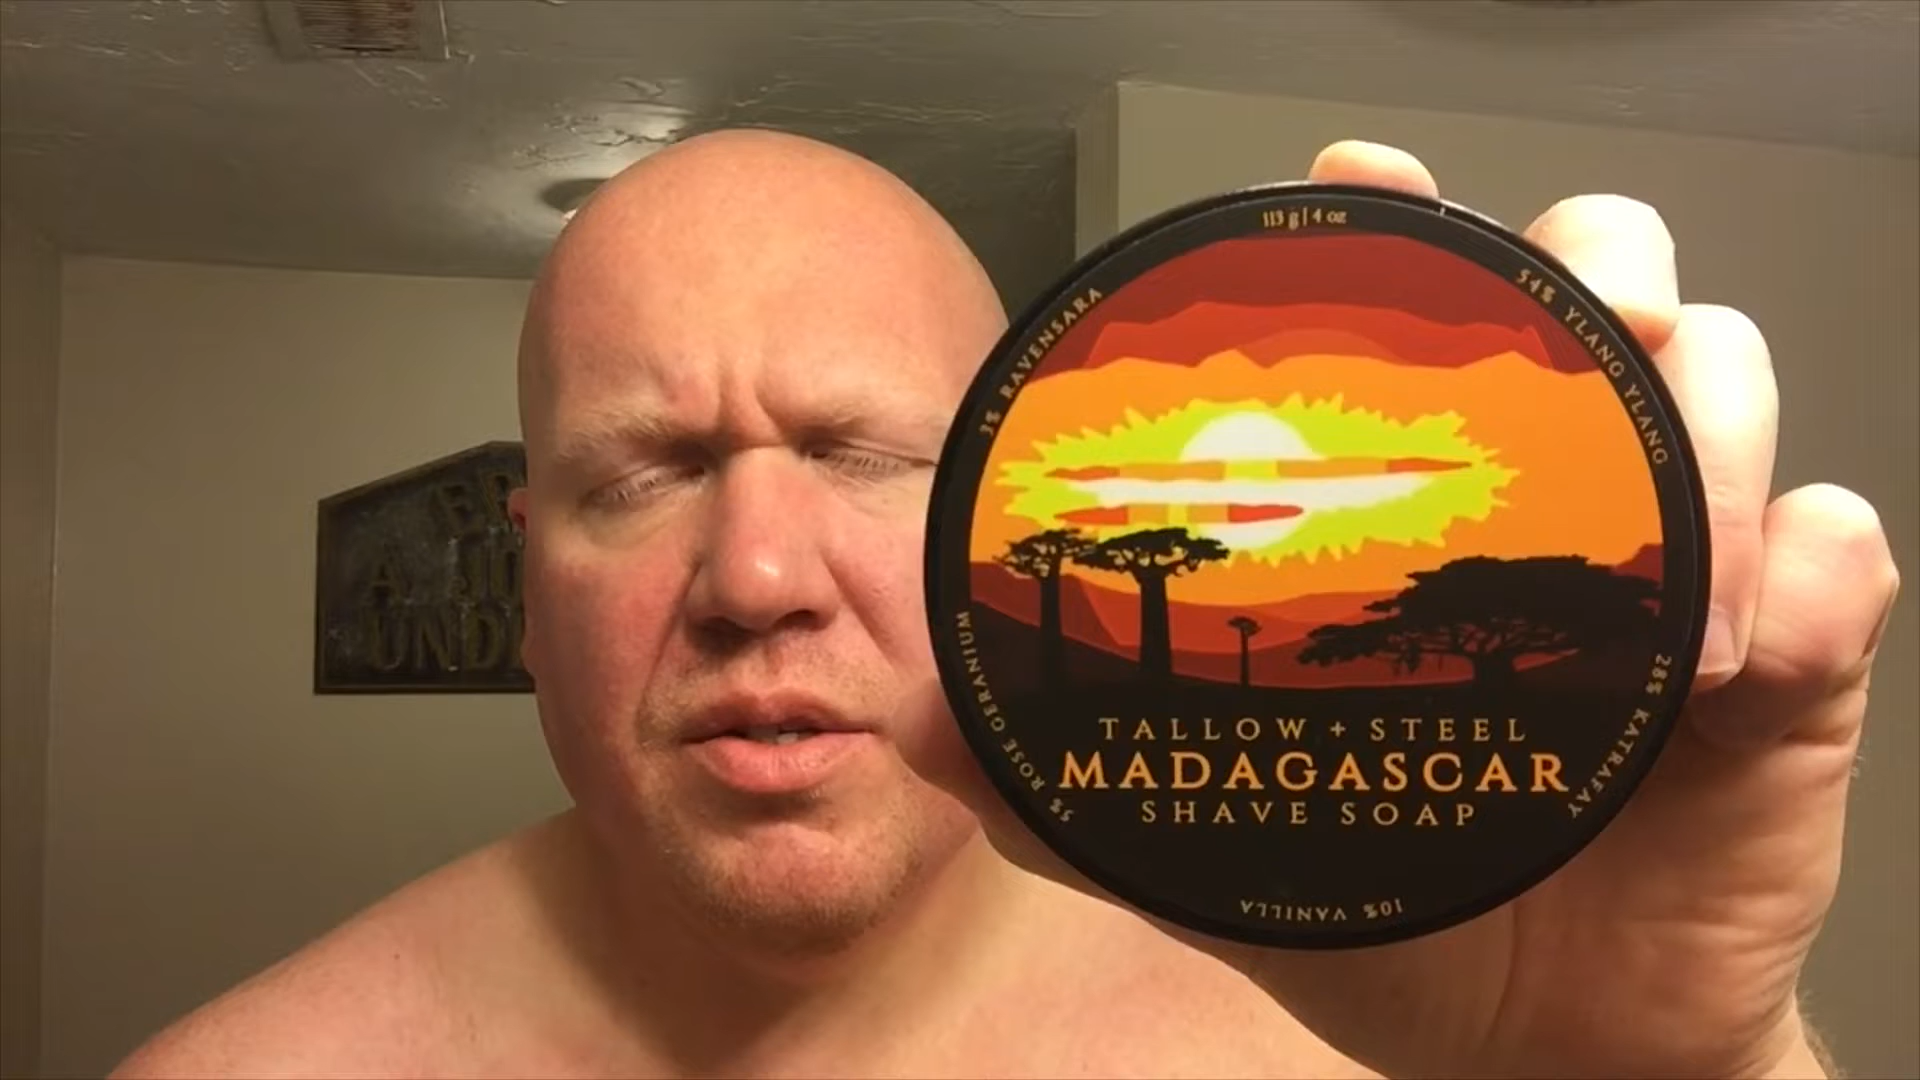 113 g | 4 oz
54% YLANG YLANG
28% KATRAFAY
10% VANILLA
5% ROSE GERANIUM
3% RAVENSARA
TALLOW + STEEL
MADAGASCAR
SHAVE SOAP
A